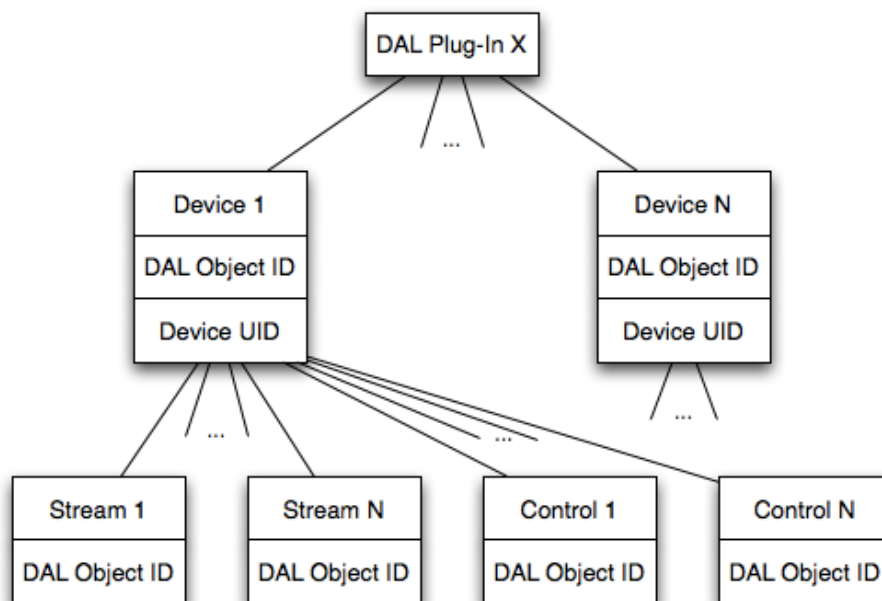 DAL Plug-In X
...
Device 1
Device N
DAL Object ID
DAL Object ID
Device UID
Device UID
...
...
...
Stream 1
Stream N
Control 1
Control N
DAL Object ID
DAL Object ID
DAL Object ID
DAL Object ID